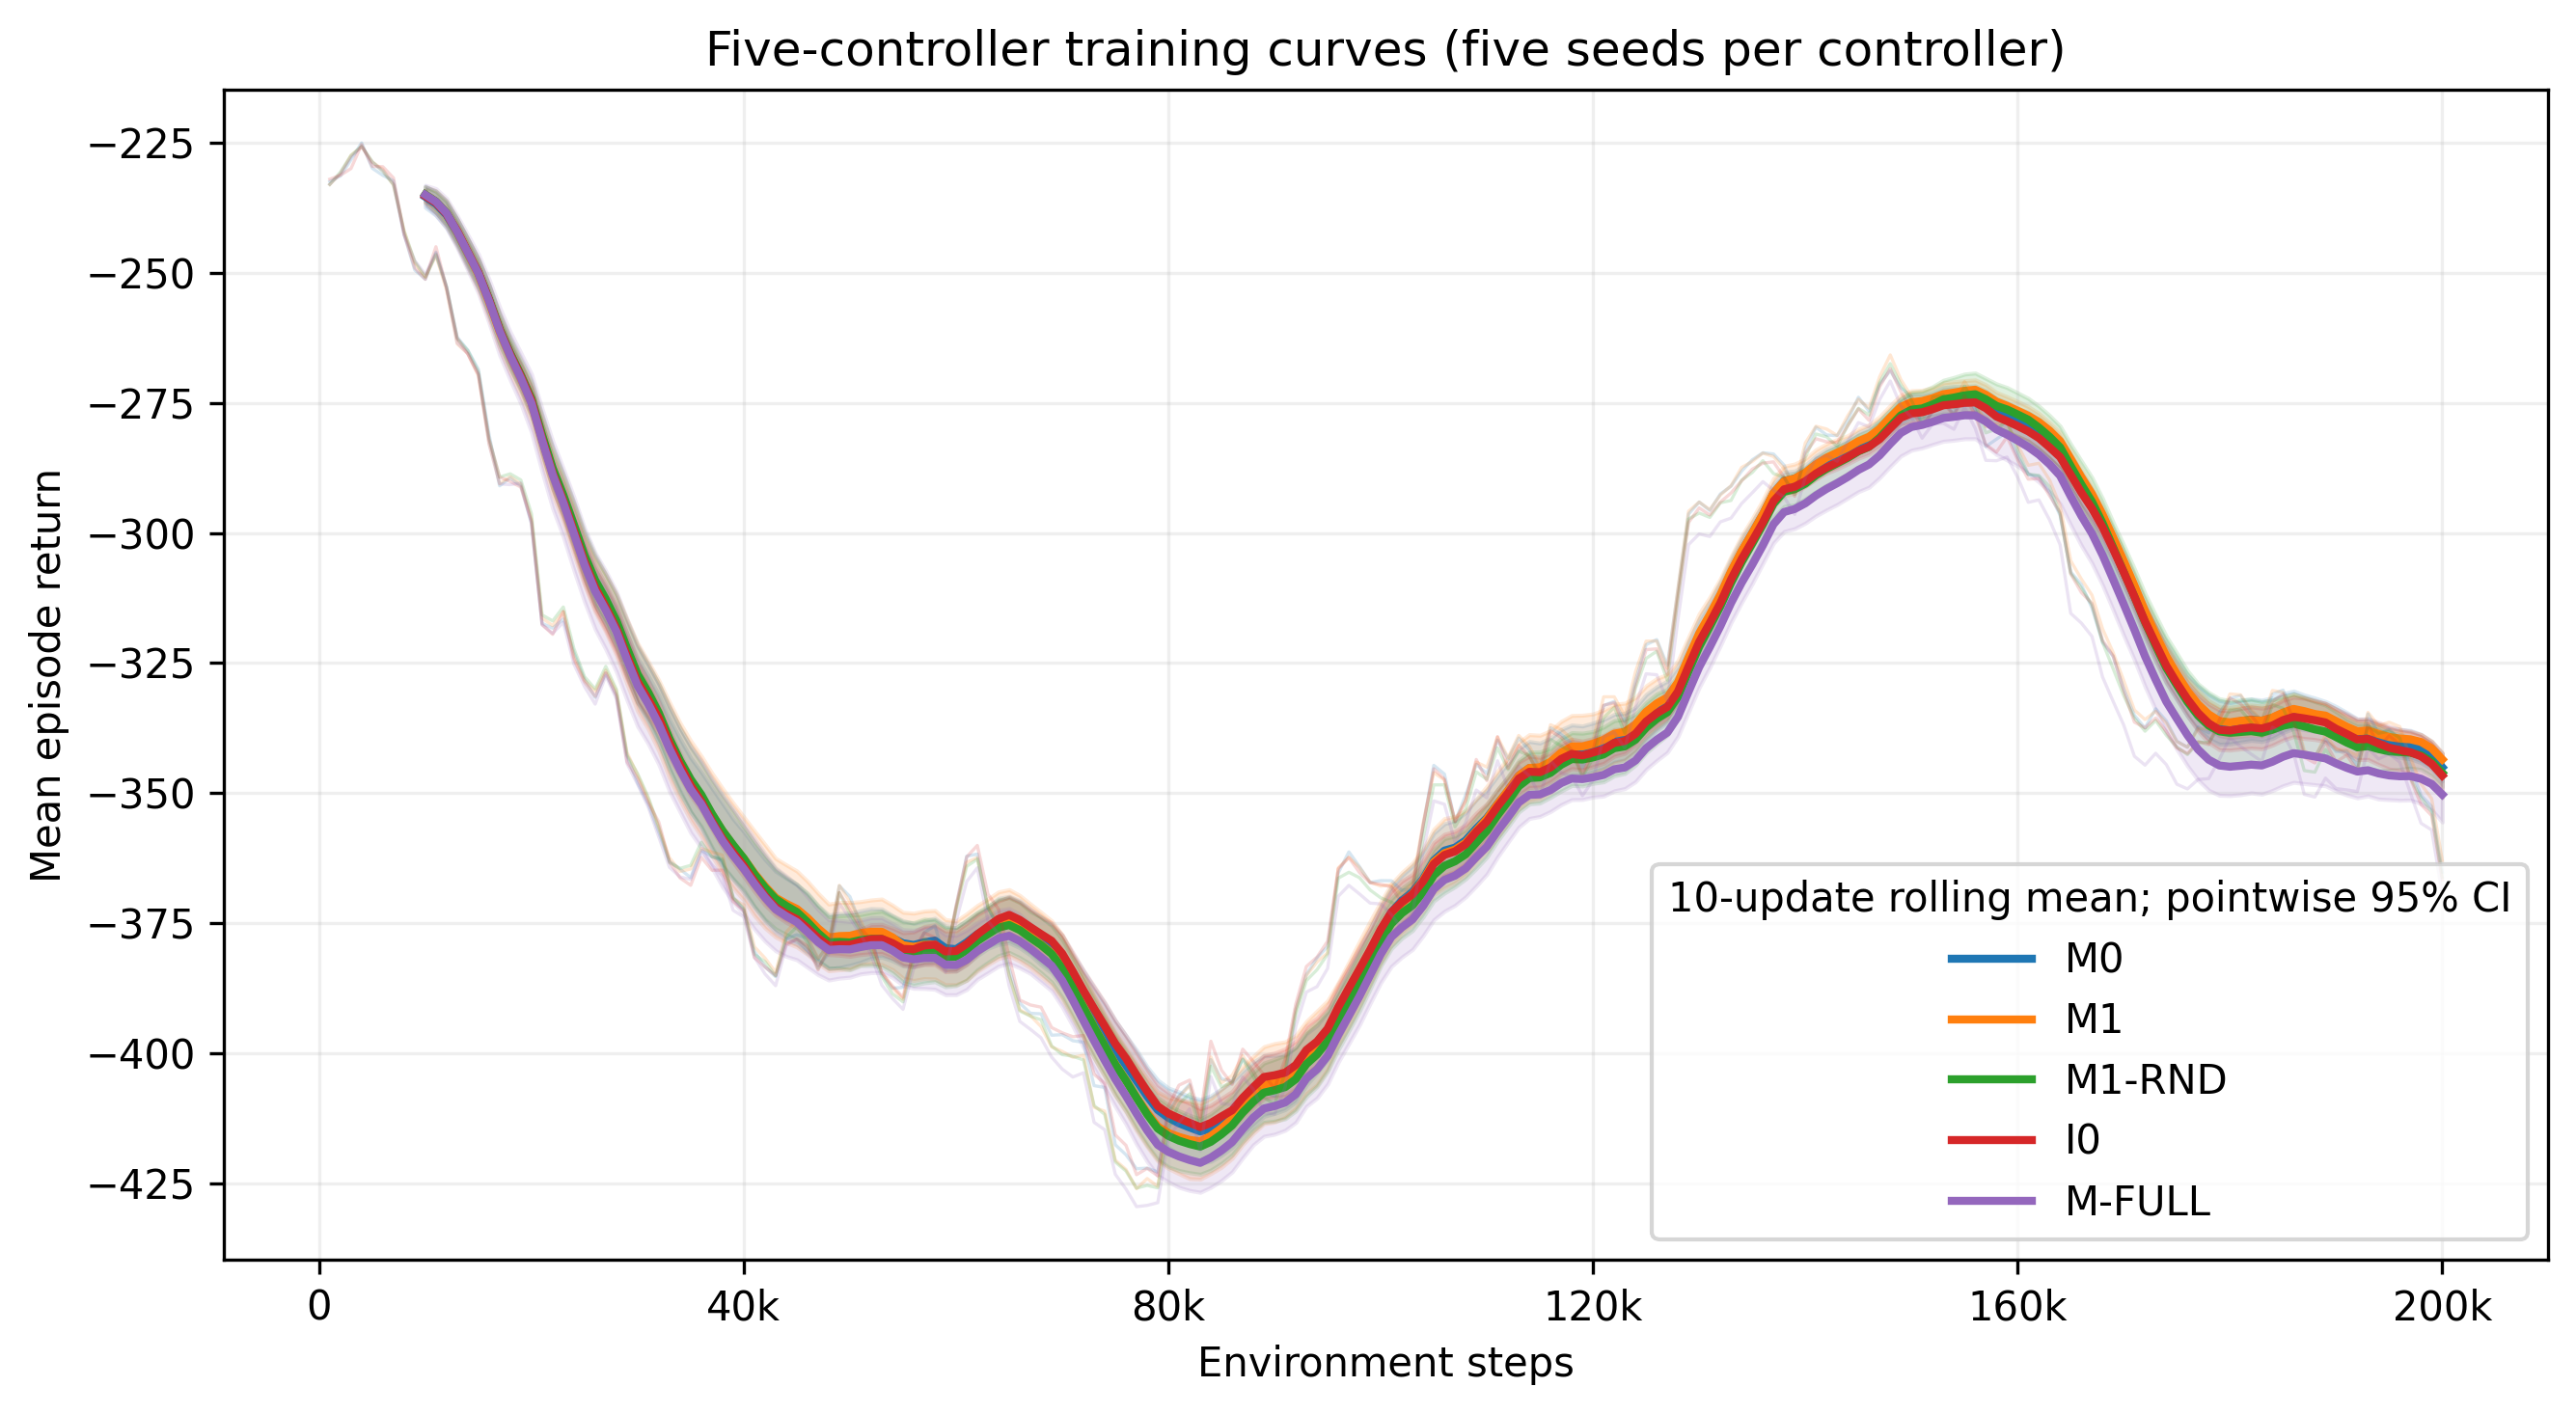 Five-controller training curves (five seeds per controller)
Mean episode return
−225
−250
−275
−300
−325
−350
−375
−400
−425
10-update rolling mean; pointwise 95% CI
M0
M1
M1-RND
I0
M-FULL
0
40k
80k
120k
160k
200k
Environment steps